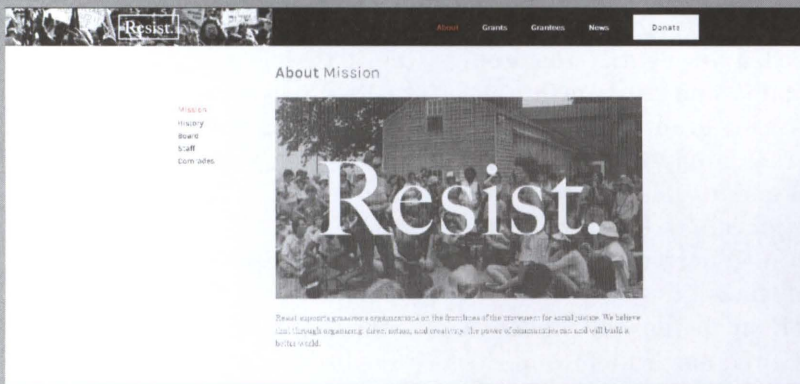 Resist.
About
Grants
Grantees
News
Donate
About Mission
Mission
History
Board
Staff
Comrades
Resist.
Resist supports grassroots organizations on the frontlines of the movement for social justice. We believe
that through organizing, direct action, and creativity, the power of communities can and will build a
better world.